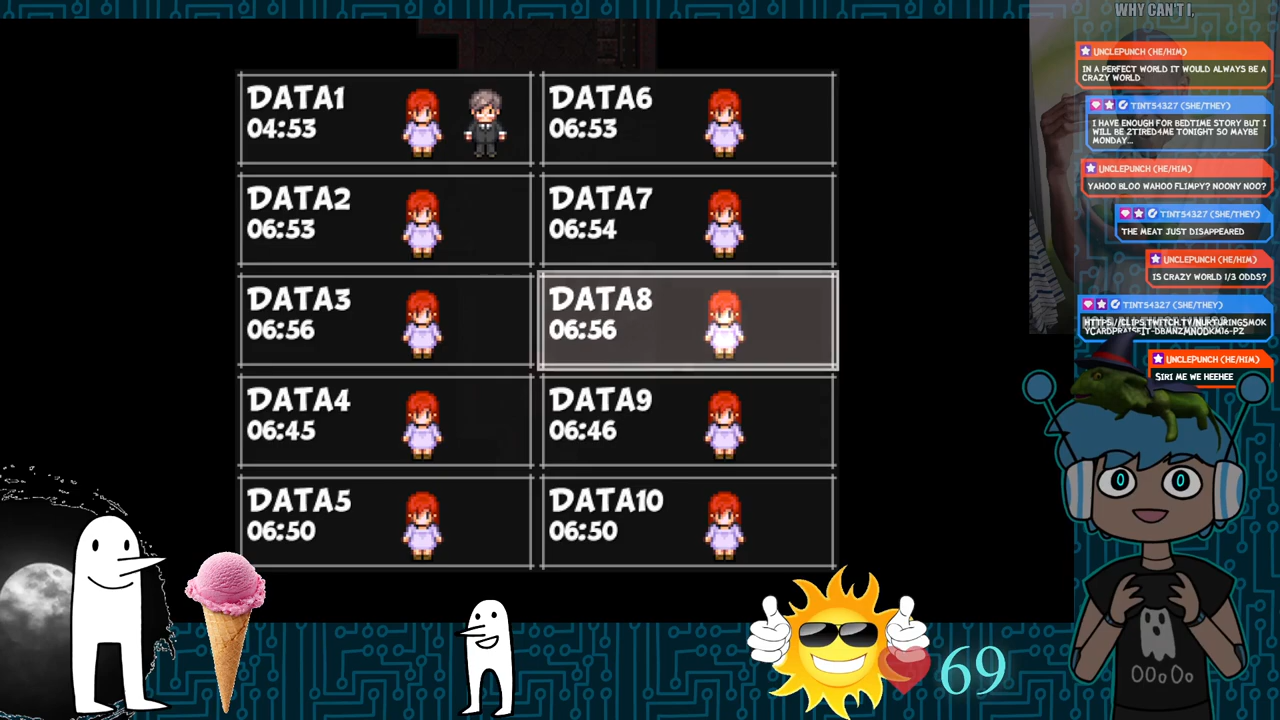 DATA1
04:53
DATA2
06:53
DATA3
06:56
DATA4
06:45
DATA5
06:50
DATA6
06:53
DATA7
06:54
DATA8
06:56
DATA9
06:46
DATA10
06:50
WHY CAN'T I,
UNCLEPUNCH (HE/HIM)
IN A PERFECT WORLD IT WOULD ALWAYS BE A
CRAZY WORLD
TINTS4327 (SHE/THEY)
I HAVE ENOUGH FOR BEDTIME STORY BUT I
WILL BE 2TIRED4ME TONIGHT SO MAYBE
MONDAY...
UNCLEPUNCH (HE/HIM)
YAHOO BLOO WAHOO FLIMPY? NOONY NOO?
TINTS4327 (SHE/THEY)
THE MEAT JUST DISAPPEARED
UNCLEPUNCH (HE/HIM)
IS CRAZY WORLD 1/3 ODDS?
TINTS4327 (SHE/THEY)
UNCLEPUNCH (HE/HIM)
SIRI ME WE HEEHEE
OOOOO
69